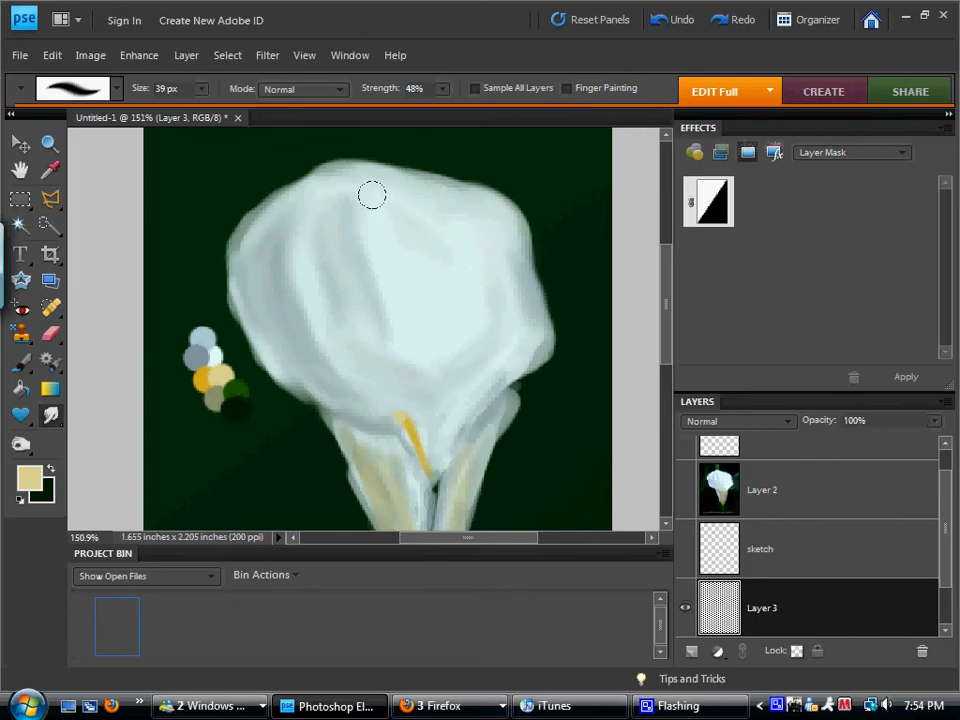 pse
Sign In
Create New Adobe ID
Reset Panels
Undo
Redo
Organizer
File Edit Image Enhance Layer Select Filter View Window Help
Size: 39 px
Mode: Normal
Strength: 48%
Sample All Layers
Finger Painting
EDIT Full
CREATE
SHARE
Untitled-1 @ 151% (Layer 3, RGB/8) *
EFFECTS
Layer Mask
Apply
LAYERS
Normal
Opacity: 100%
Layer 2
sketch
Layer 3
Lock:
150.9%
1.655 inches x 2.205 inches (200 ppi)
PROJECT BIN
Show Open Files
Bin Actions
Tips and Tricks
2 Windows ...
Photoshop El...
3 Firefox
iTunes
Flashing
7:54 PM